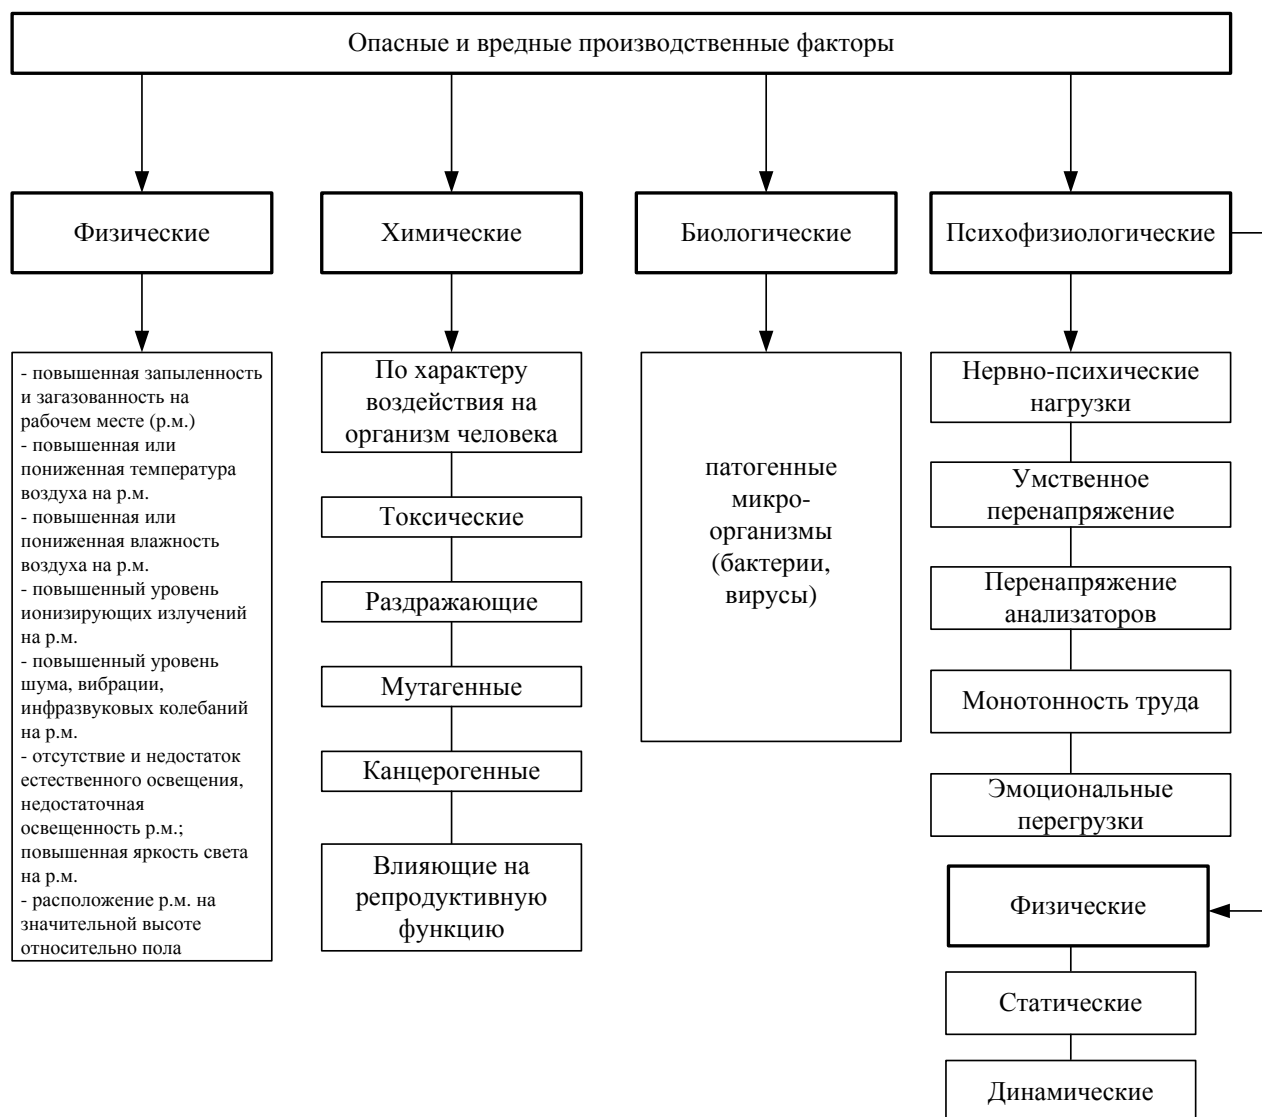 Опасные и вредные производственные факторы
Физические
Химические
Биологические
Психофизиологические
- повышенная запыленность
и загазованность на
рабочем месте (р.м.)
- повышенная или
пониженная температура
воздуха на р.м.
- повышенная или
пониженная влажность
воздуха на р.м.
- повышенный уровень
ионизирующих излучений
на р.м.
- повышенный уровень
шума, вибрации,
инфразвуковых колебаний
на р.м.
- отсутствие и недостаток
естественного освещения,
недостаточная
освещенность р.м.;
повышенная яркость света
на р.м.
- расположение р.м. на
значительной высоте
относительно пола
По характеру
воздействия на
организм человека
Токсические
Раздражающие
Мутагенные
Канцерогенные
Влияющие на
репродуктивную
функцию
патогенные
микро-
организмы
(бактерии,
вирусы)
Нервно-психические
нагрузки
Умственное
перенапряжение
Перенапряжение
анализаторов
Монотонность труда
Эмоциональные
перегрузки
Физические
Статические
Динамические